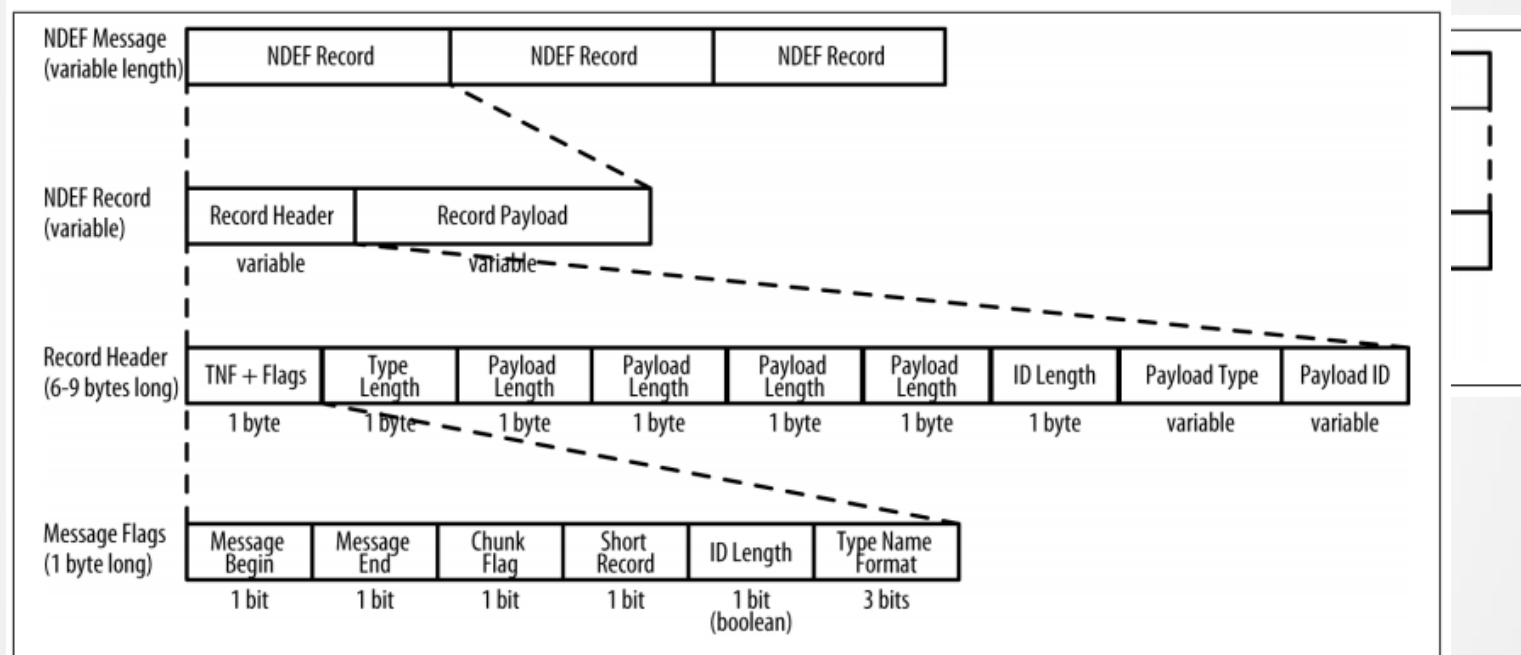 NDEF Message
(variable length)
NDEF Record
NDEF Record
NDEF Record
NDEF Record
(variable)
Record Header
Record Payload
variable
variable
Record Header
(6-9 bytes long)
TNF + Flags
Type
Length
Payload
Length
Payload
Length
Payload
Length
Payload
Length
ID Length
Payload Type
Payload ID
1 byte
1 byte
1 byte
1 byte
1 byte
1 byte
1 byte
variable
variable
Message Flags
(1 byte long)
Message
Begin
Message
End
Chunk
Flag
Short
Record
ID Length
Type Name
Format
1 bit
1 bit
1 bit
1 bit
1 bit
(boolean)
3 bits